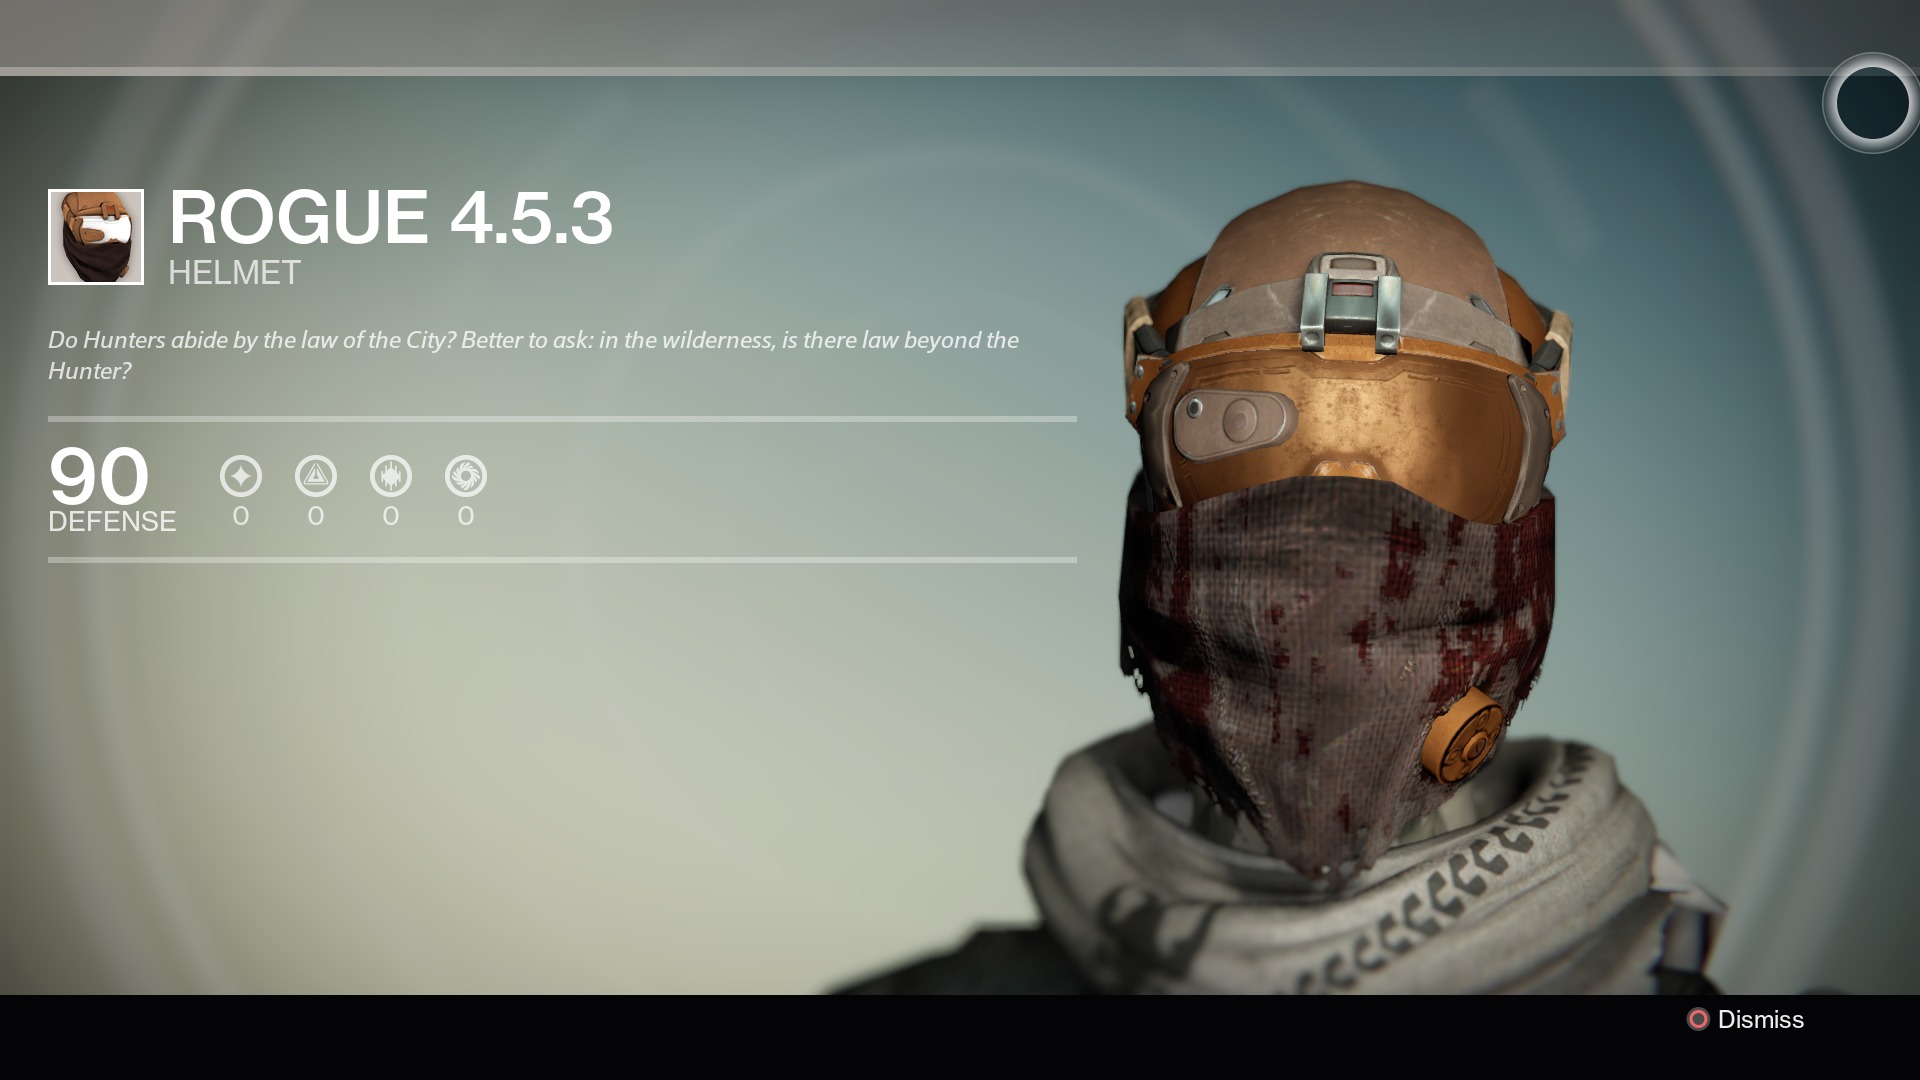 ROGUE 4.5.3
HELMET
Do Hunters abide by the law of the City? Better to ask: in the wilderness, is there law beyond the
Hunter?
90
DEFENSE
0 0 0 0
Dismiss